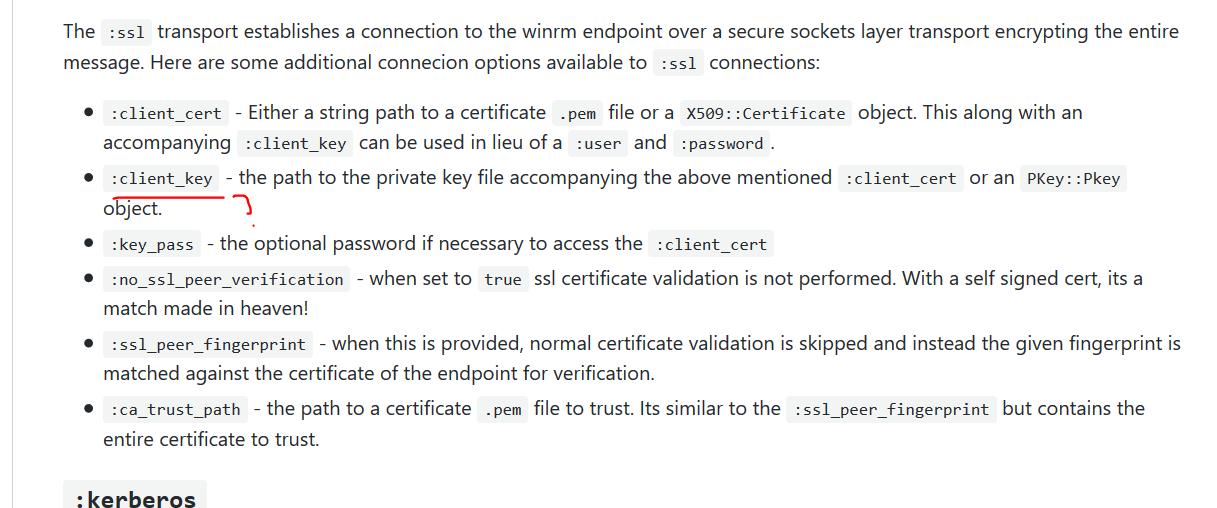 The :ssl transport establishes a connection to the winrm endpoint over a secure sockets layer transport encrypting the entire
message. Here are some additional connecion options available to :ssl connections:
:client_cert - Either a string path to a certificate .pem file or a X509::Certificate object. This along with an
accompanying :client_key can be used in lieu of a :user and :password .
:client_key - the path to the private key file accompanying the above mentioned :client_cert or an PKey::Pkey
object.
:key_pass - the optional password if necessary to access the :client_cert
:no_ssl_peer_verification - when set to true ssl certificate validation is not performed. With a self signed cert, its a
match made in heaven!
:ssl_peer_fingerprint - when this is provided, normal certificate validation is skipped and instead the given fingerprint is
matched against the certificate of the endpoint for verification.
:ca_trust_path - the path to a certificate .pem file to trust. Its similar to the :ssl_peer_fingerprint but contains the
entire certificate to trust.
:kerberos